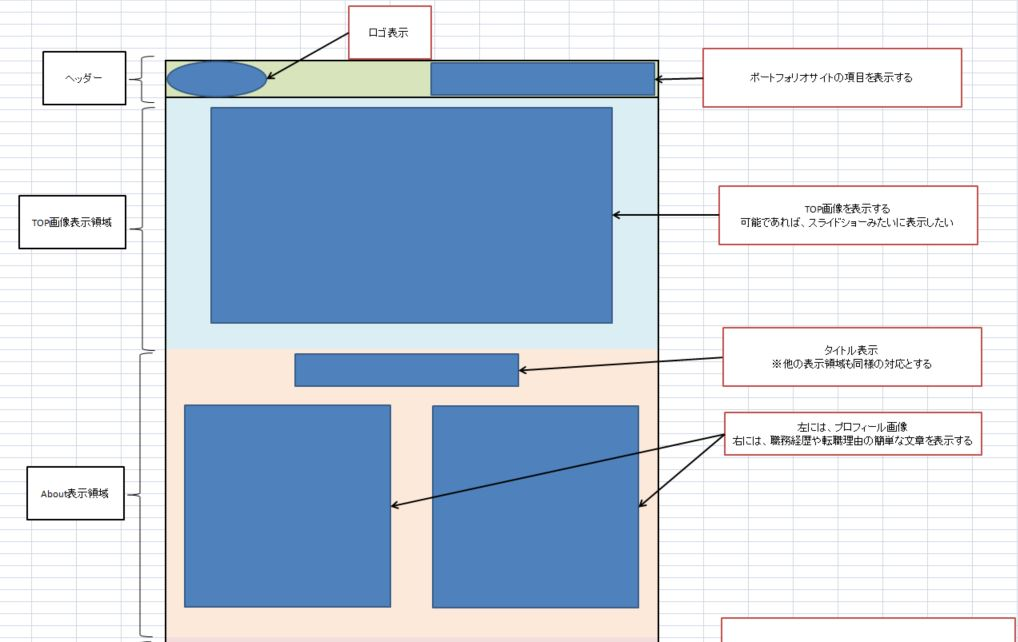 ロゴ表示
ヘッダー
ポートフォリオサイトの項目を表示する
TOP画像表示領域
TOP画像を表示する
可能であれば、スライドショーみたいに表示したい
タイトル表示
※他の表示領域も同様の対応とする
左には、プロフィール画像
右には、職務経歴や転職理由の簡単な文章を表示する
About表示領域